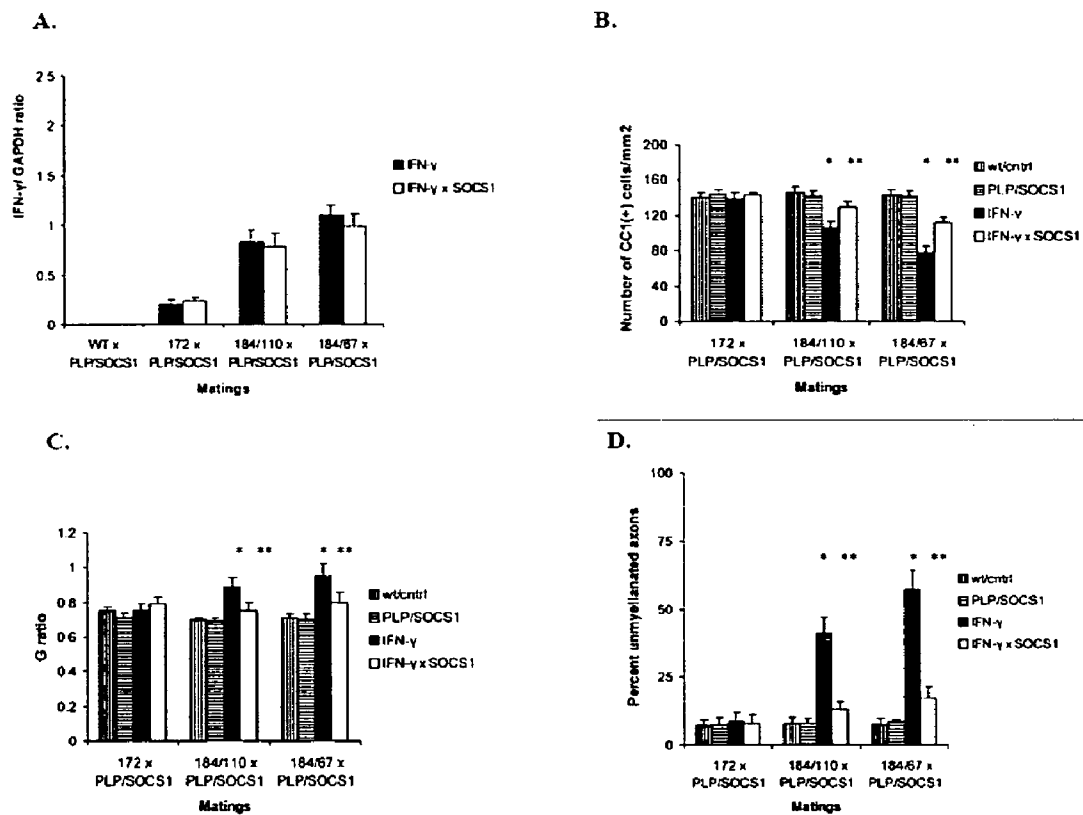 A.
IFN-γ/ GAPDH ratio
2 5
2
1.5
1
0.5
0
WT x PLP/SOCS1
172 x PLP/SOCS1
184/110 x PLP/SOCS1
184/67 x PLP/SOCS1
Matings
IFN-γ
IFN-γ x SOCS1
B.
Number of CC1(+) cells/mm2
200
160
120
80
40
0
* **
* **
172 x PLP/SOCS1
184/110 x PLP/SOCS1
184/67 x PLP/SOCS1
Matings
wt/cntrl
PLP/SOCS1
IFN-γ
IFN-γ x SOCS1
C.
G ratio
1.2
1
0.8
0.6
0.4
0.2
0
* **
* **
172 x PLP/SOCS1
184/110 x PLP/SOCS1
184/67 x PLP/SOCS1
Matings
wt/cntrl
PLP/SOCS1
IFN-γ
IFN-γ x SOCS1
D.
Percent unmyelianated axons
100
75
50
25
0
* **
* **
172 x PLP/SOCS1
184/110 x PLP/SOCS1
184/67 x PLP/SOCS1
Matings
wt/cntrl
PLP/SOCS1
IFN-γ
IFN-γ x SOCS1